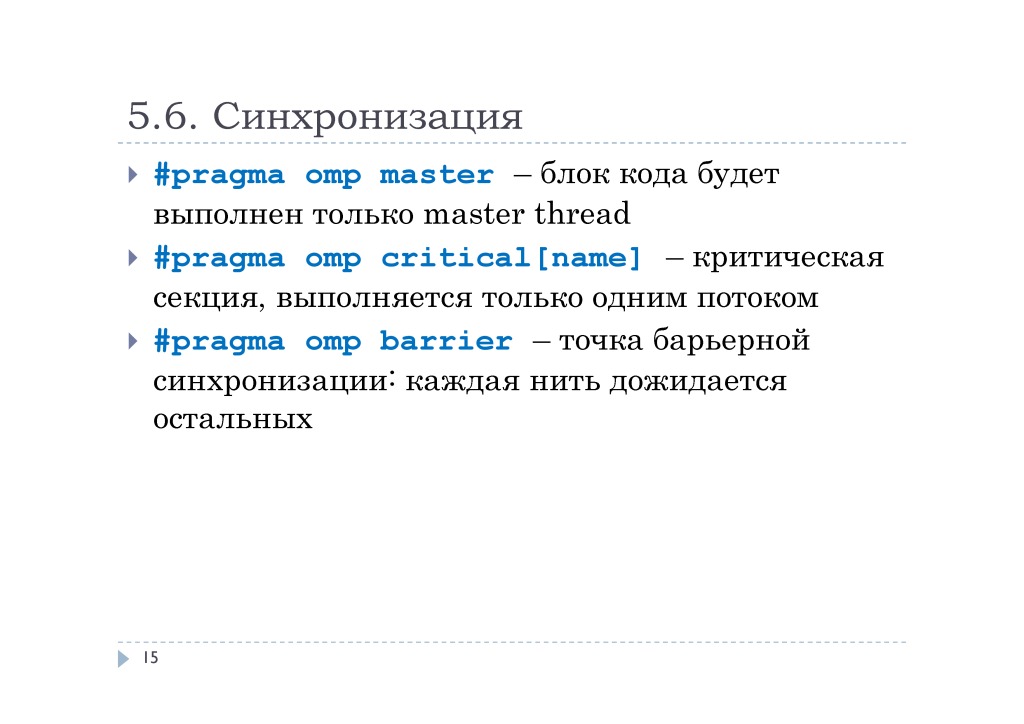 5.6. Синхронизация
#pragma omp master – блок кода будет
выполнен только master thread
#pragma omp critical[name] – критическая
секция, выполняется только одним потоком
#pragma omp barrier – точка барьерной
синхронизации: каждая нить дожидается
остальных
15